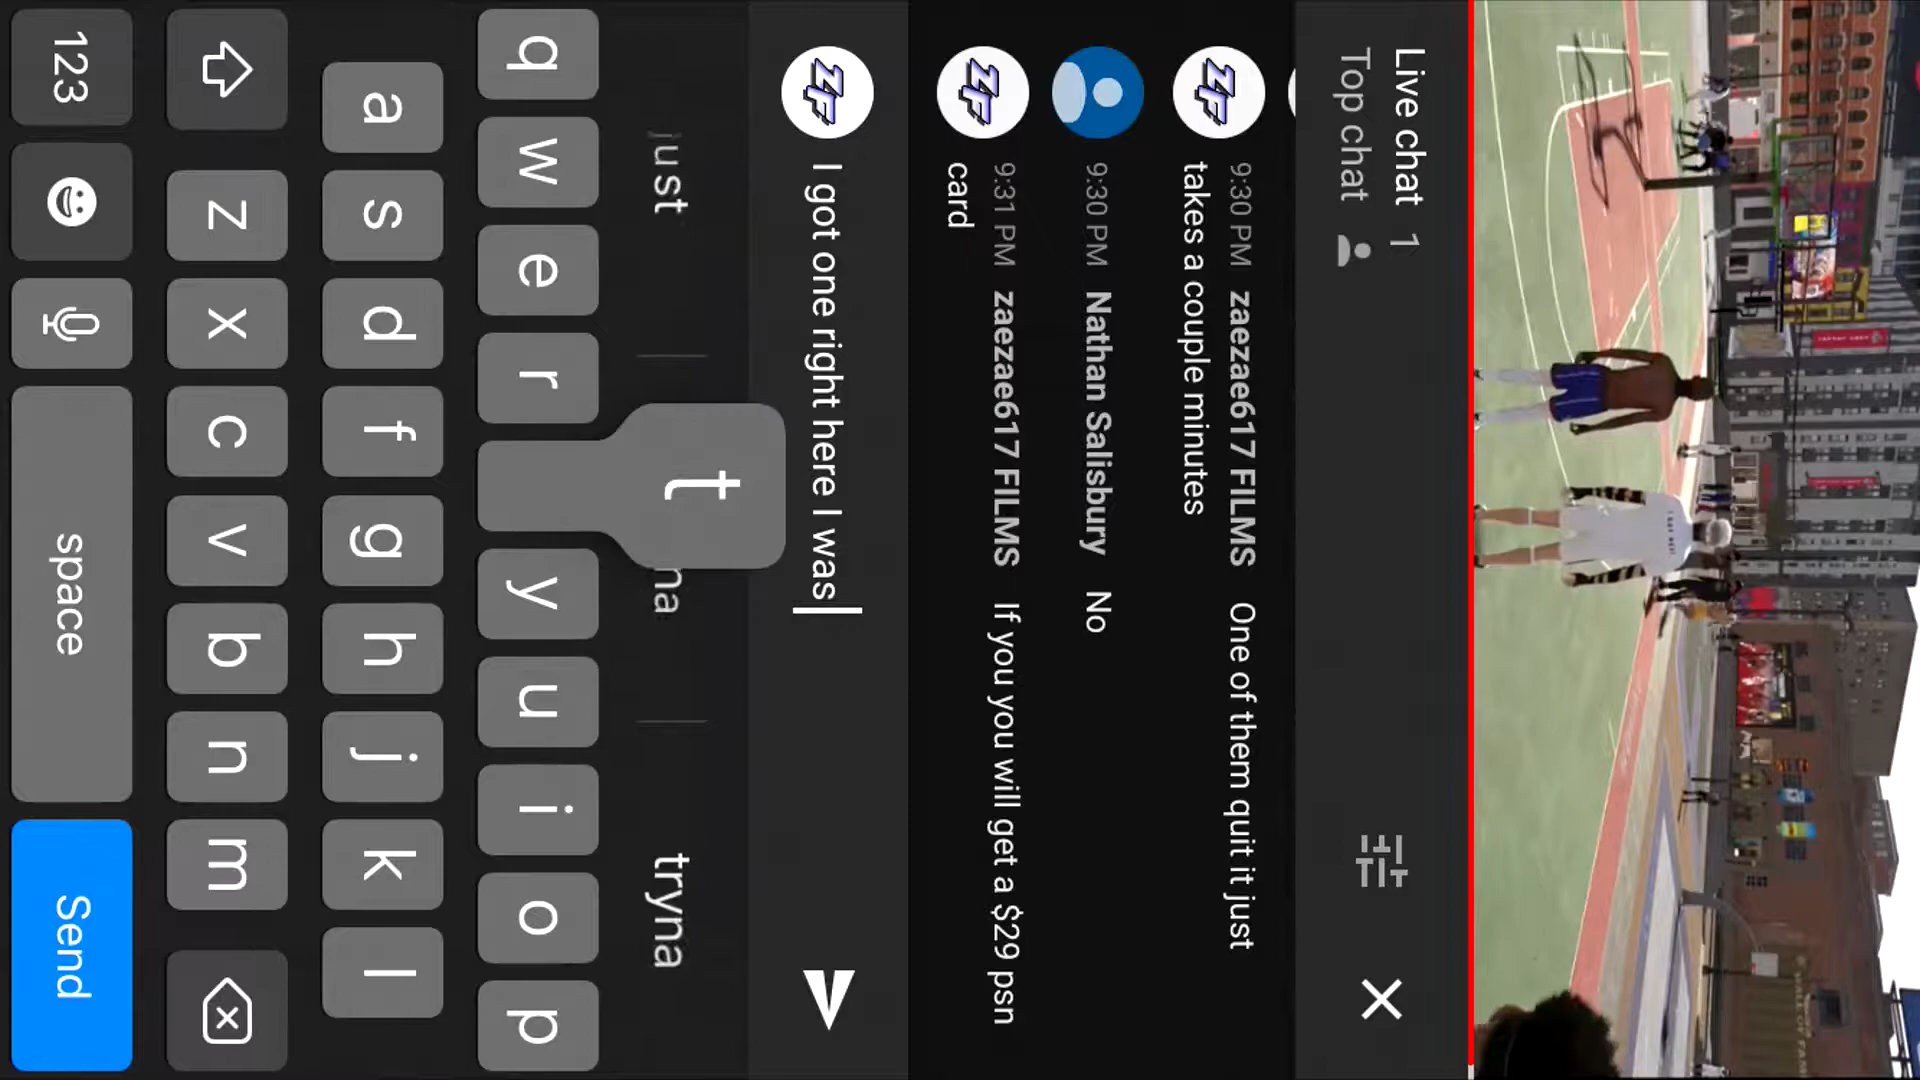 Live chat 1
Top chat
9:30 PM zaezae617 FILMS One of them quit it just
takes a couple minutes
9:30 PM Nathan Salisbury No
9:31 PM zaezae617 FILMS If you you will get a $29 psn
card
I got one right here I was
just
tryna
q w e r t y u i o p
a s d f g h j k l
z x c v b n m
123 space Send